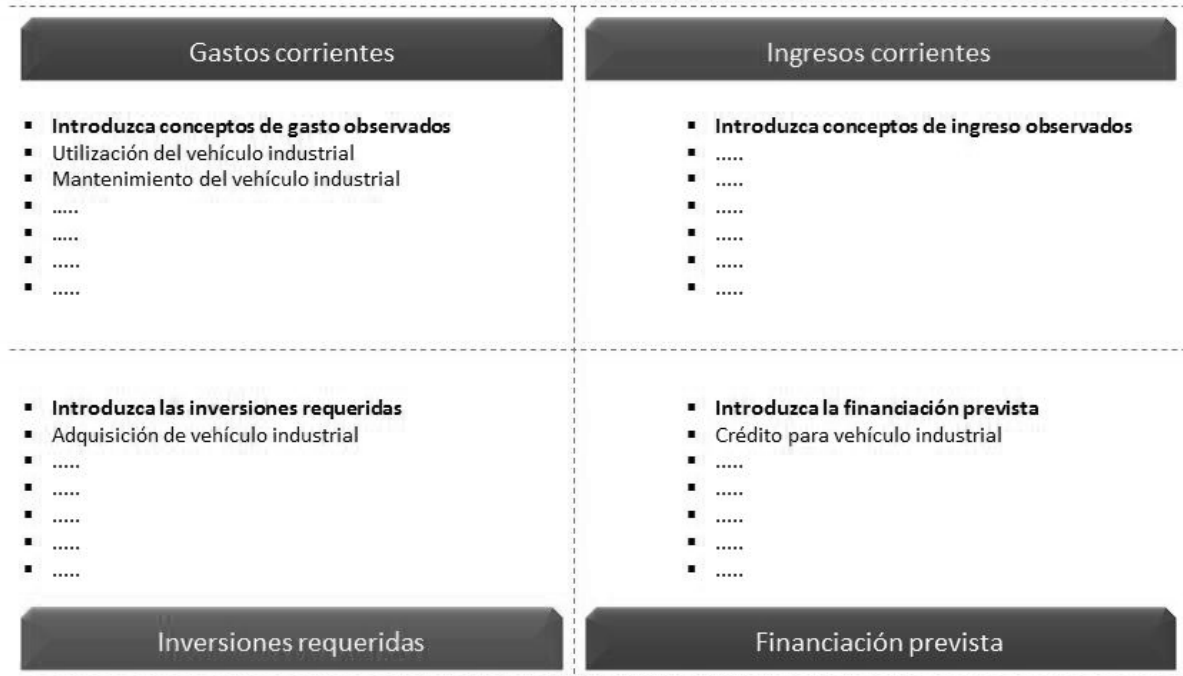 Gastos corrientes
Ingresos corrientes
▪ Introduzca conceptos de gasto observados
▪ Utilización del vehículo industrial
▪ Mantenimiento del vehículo industrial
▪ .....
▪ .....
▪ .....
▪ .....
▪ Introduzca conceptos de ingreso observados
▪ .....
▪ .....
▪ .....
▪ .....
▪ .....
▪ .....
▪ Introduzca las inversiones requeridas
▪ Adquisición de vehículo industrial
▪ .....
▪ .....
▪ .....
▪ .....
▪ .....
▪ Introduzca la financiación prevista
▪ Crédito para vehículo industrial
▪ .....
▪ .....
▪ .....
▪ .....
▪ .....
Inversiones requeridas
Financiación prevista